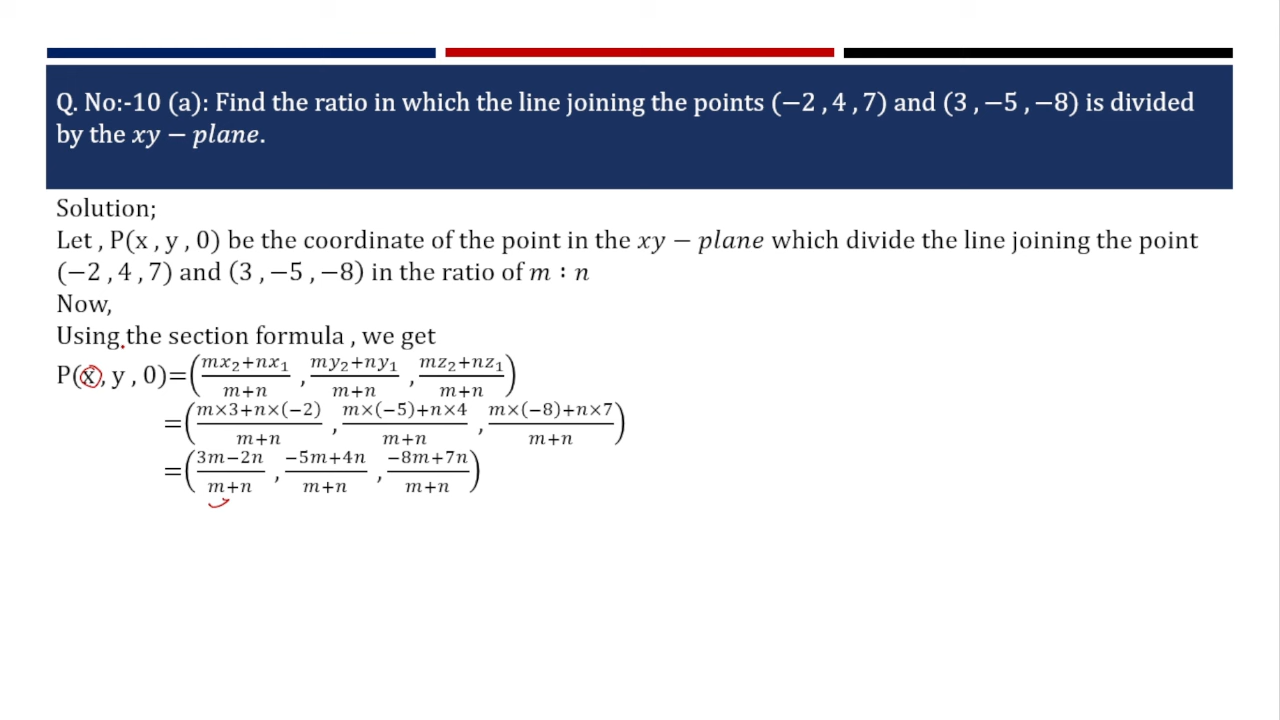 Q. No:-10 (a): Find the ratio in which the line joining the points (−2 , 4 , 7) and (3 , −5 , −8) is divided
by the xy − plane.
Solution;
Let , P(x , y , 0) be the coordinate of the point in the xy − plane which divide the line joining the point
(−2 , 4 , 7) and (3 , −5 , −8) in the ratio of m : n
Now,
Using the section formula , we get
P(x, y , 0)=(mx₂+nx₁/m+n , my₂+ny₁/m+n , mz₂+nz₁/m+n)
=(m×3+n×(−2)/m+n , m×(−5)+n×4/m+n , m×(−8)+n×7/m+n)
=(3m−2n/m+n , −5m+4n/m+n , −8m+7n/m+n)